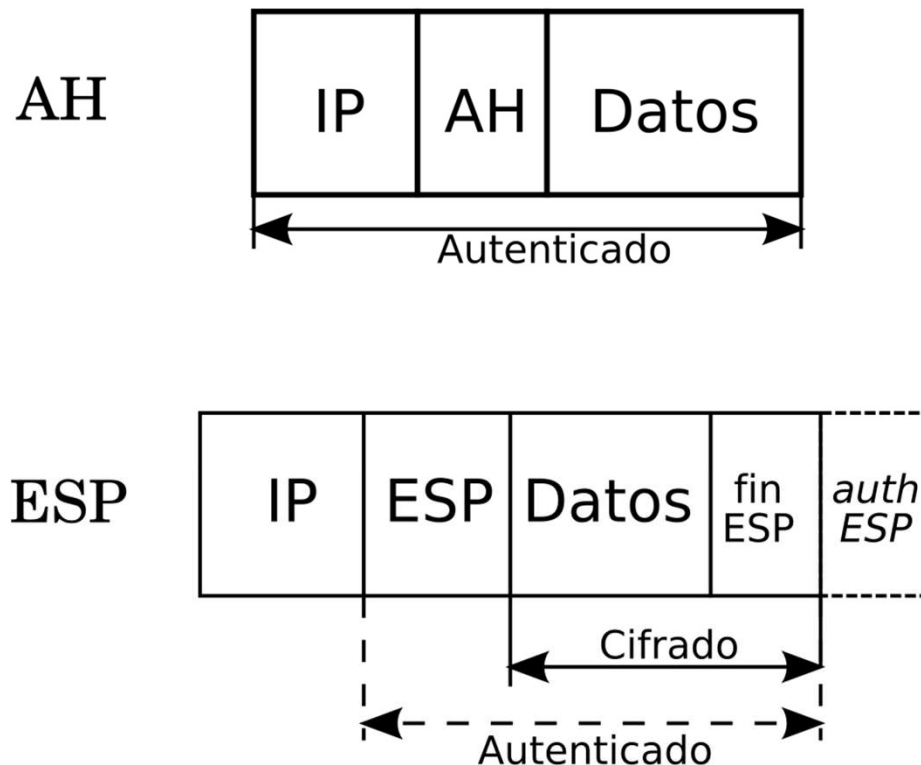 AH
IP AH Datos
Autenticado
ESP
IP ESP Datos fin ESP auth ESP
Cifrado
Autenticado